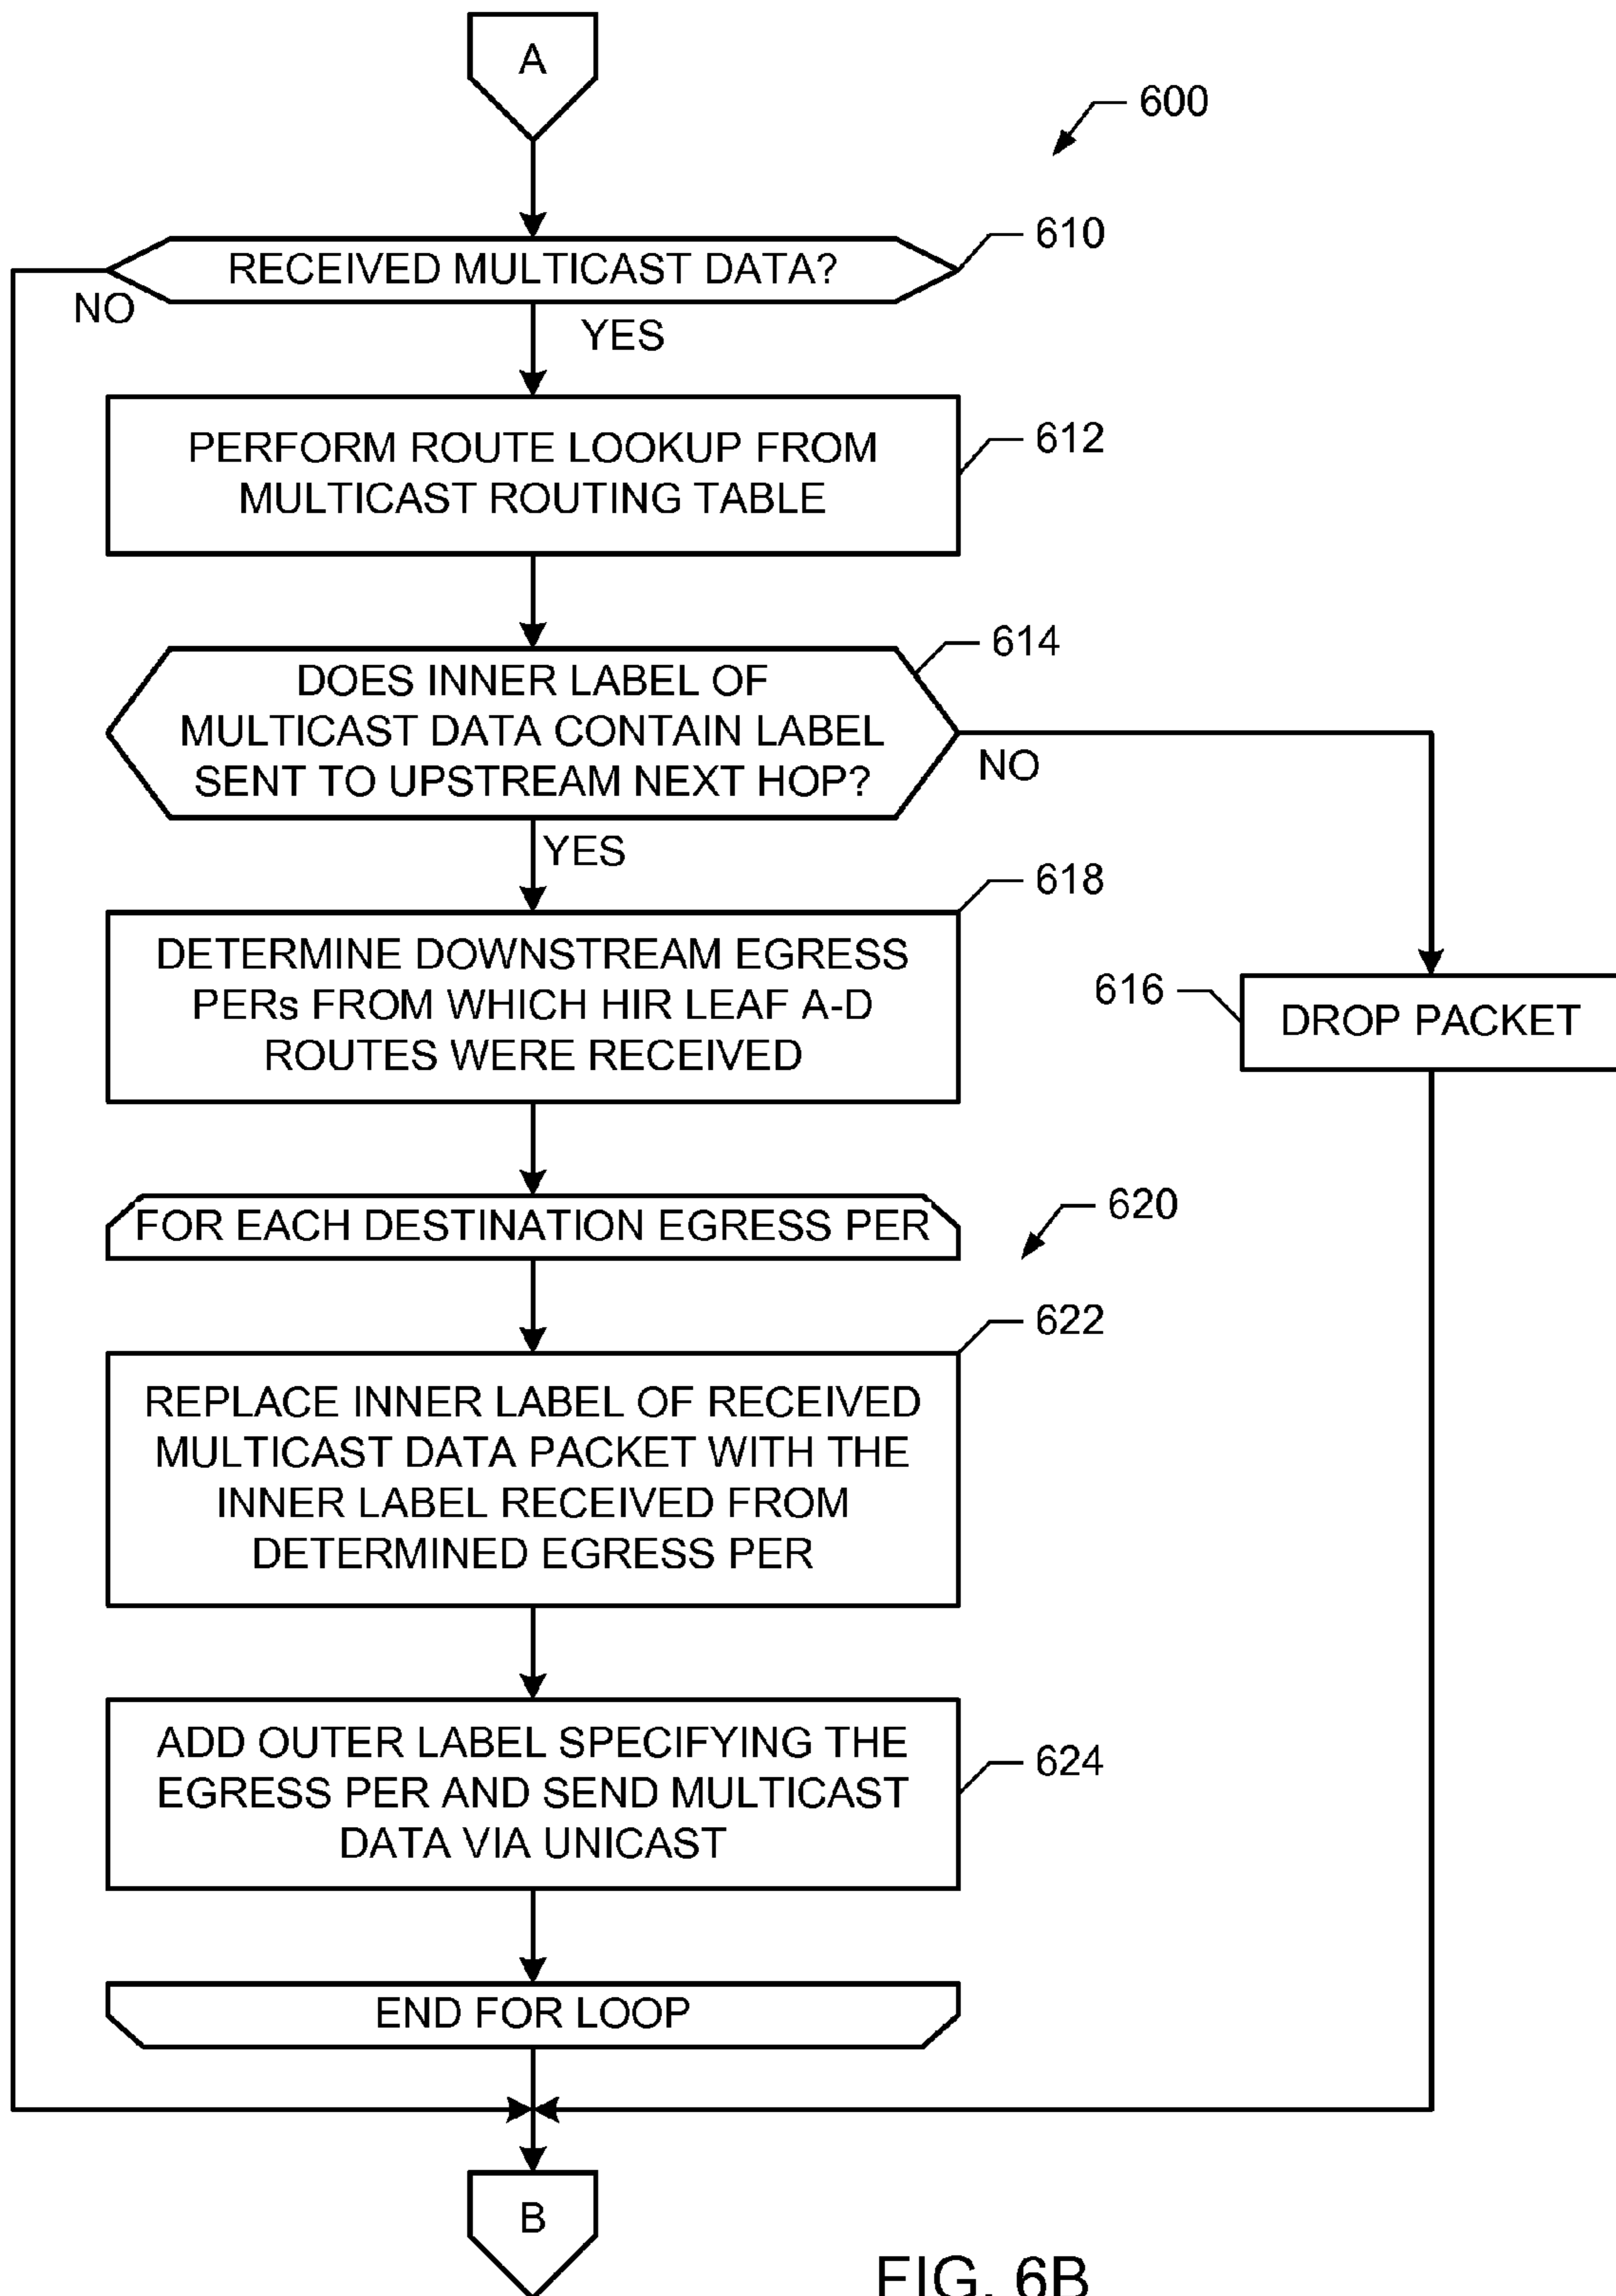 A
600
610
RECEIVED MULTICAST DATA?
NO
YES
612
PERFORM ROUTE LOOKUP FROM
MULTICAST ROUTING TABLE
614
DOES INNER LABEL OF
MULTICAST DATA CONTAIN LABEL
SENT TO UPSTREAM NEXT HOP?
NO
YES
618
DETERMINE DOWNSTREAM EGRESS
PERs FROM WHICH HIR LEAF A-D
ROUTES WERE RECEIVED
616
DROP PACKET
620
FOR EACH DESTINATION EGRESS PER
622
REPLACE INNER LABEL OF RECEIVED
MULTICAST DATA PACKET WITH THE
INNER LABEL RECEIVED FROM
DETERMINED EGRESS PER
ADD OUTER LABEL SPECIFYING THE
EGRESS PER AND SEND MULTICAST
DATA VIA UNICAST
624
END FOR LOOP
B
FIG. 6B